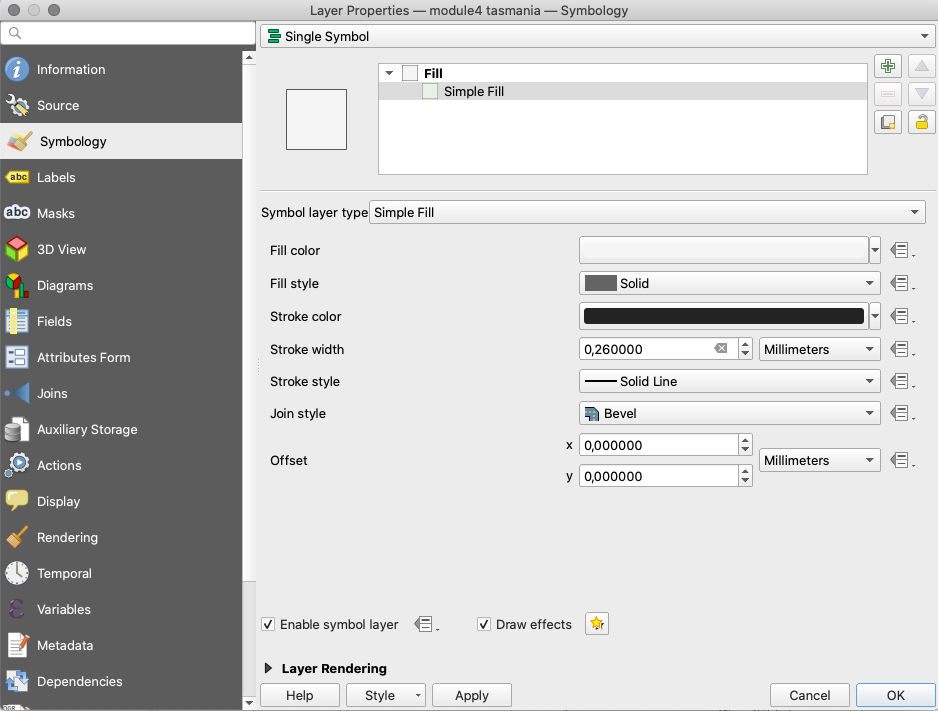 Layer Properties — module4 tasmania — Symbology
Information
Source
Symbology
abc Labels
abc Masks
3D View
Diagrams
Fields
Attributes Form
Joins
Auxiliary Storage
Actions
Display
Rendering
Temporal
Variables
Metadata
Dependencies
Single Symbol
Fill
Simple Fill
Symbol layer type Simple Fill
Fill color
Fill style Solid
Stroke color
Stroke width 0,260000 Millimeters
Stroke style Solid Line
Join style Bevel
Offset x 0,000000 Millimeters
y 0,000000
Enable symbol layer Draw effects
Layer Rendering
Help Style Apply Cancel OK